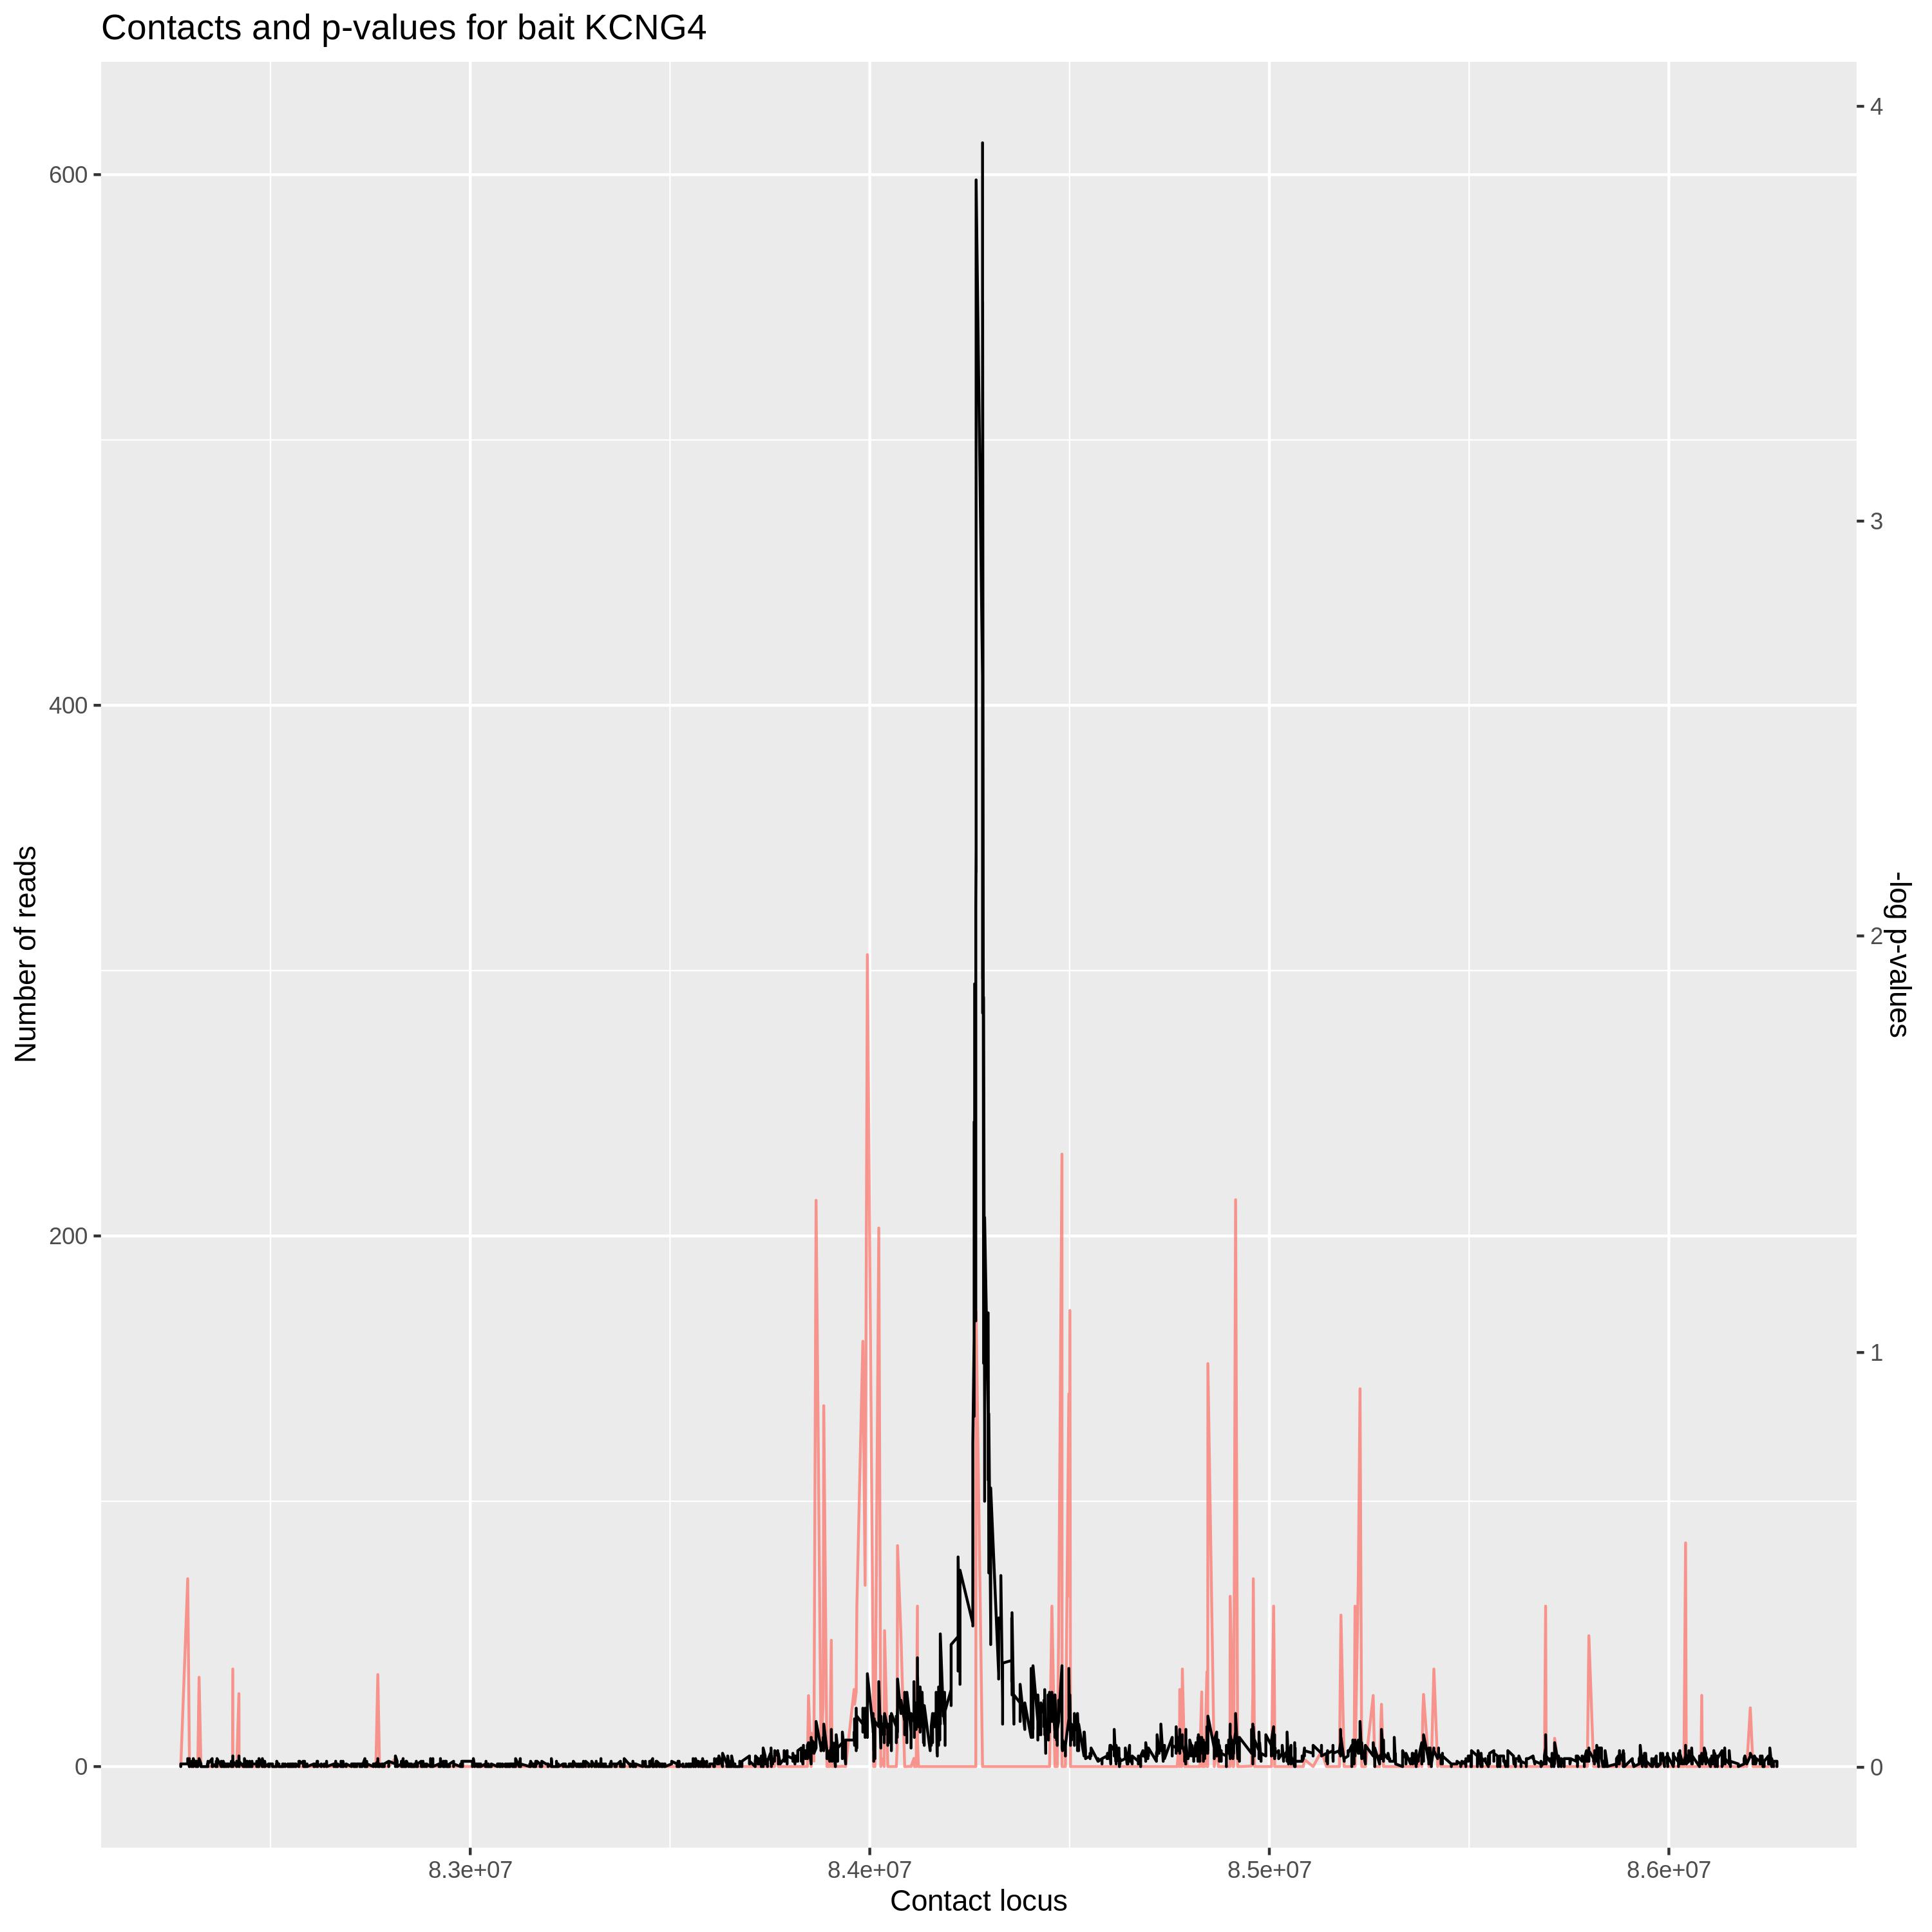 Contacts and p-values for bait KCNG4
600
400
200
0
Number of reads
4
3
2
1
0
-log p-values
8.3e+07
8.4e+07
8.5e+07
8.6e+07
Contact locus